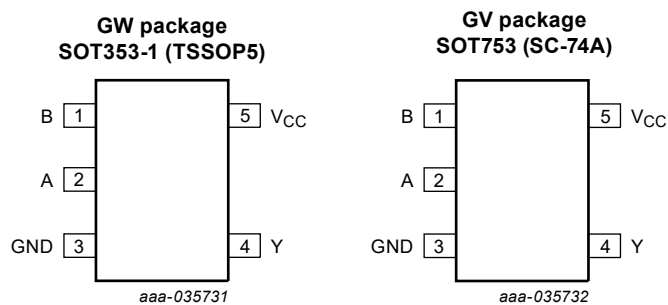 GW package
SOT353-1 (TSSOP5)
B 1
5 VCC
A 2
GND 3
4 Y
aaa-035731
GV package
SOT753 (SC-74A)
B 1
5 VCC
A 2
GND 3
4 Y
aaa-035732